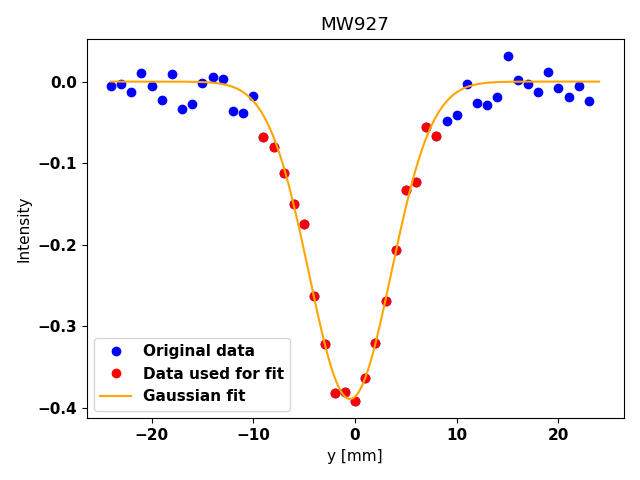 MW927
0.0
−0.1
−0.2
−0.3
−0.4
Intensity
Original data
Data used for fit
Gaussian fit
−20
−10
0
10
20
y [mm]